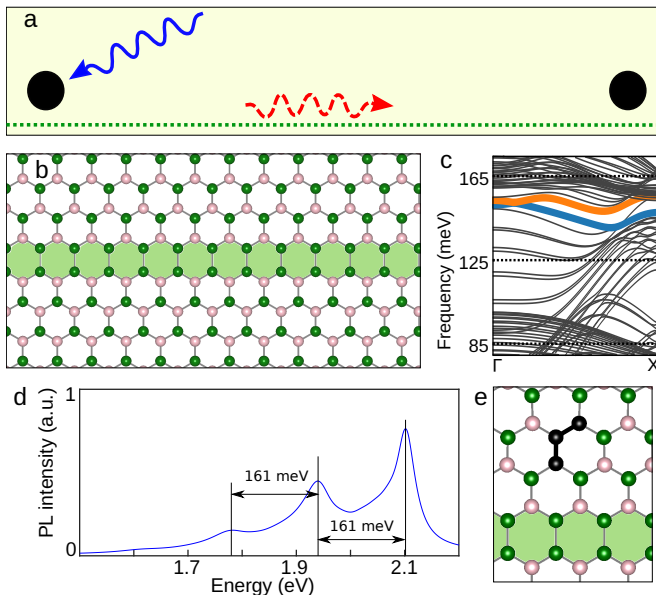 a
b
c
165
125
85
Frequency (meV)
Γ
X
d
1
0
PL intensity (a.u.)
161 meV
161 meV
1.7
1.9
2.1
Energy (eV)
e